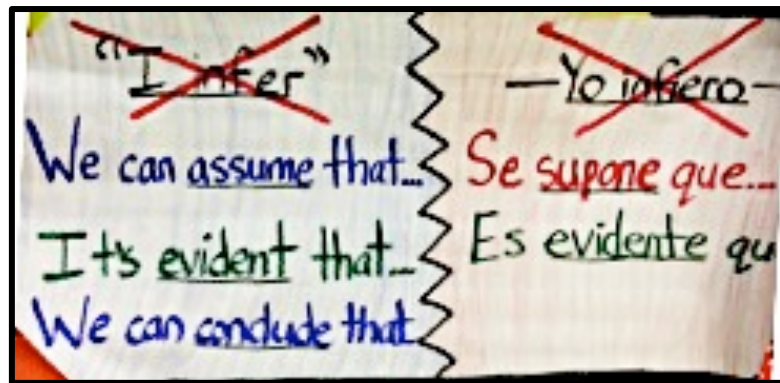 "I infer"
We can assume that...
It's evident that...
We can conclude that
—Yo infiero—
Se supone que...
Es evidente qu